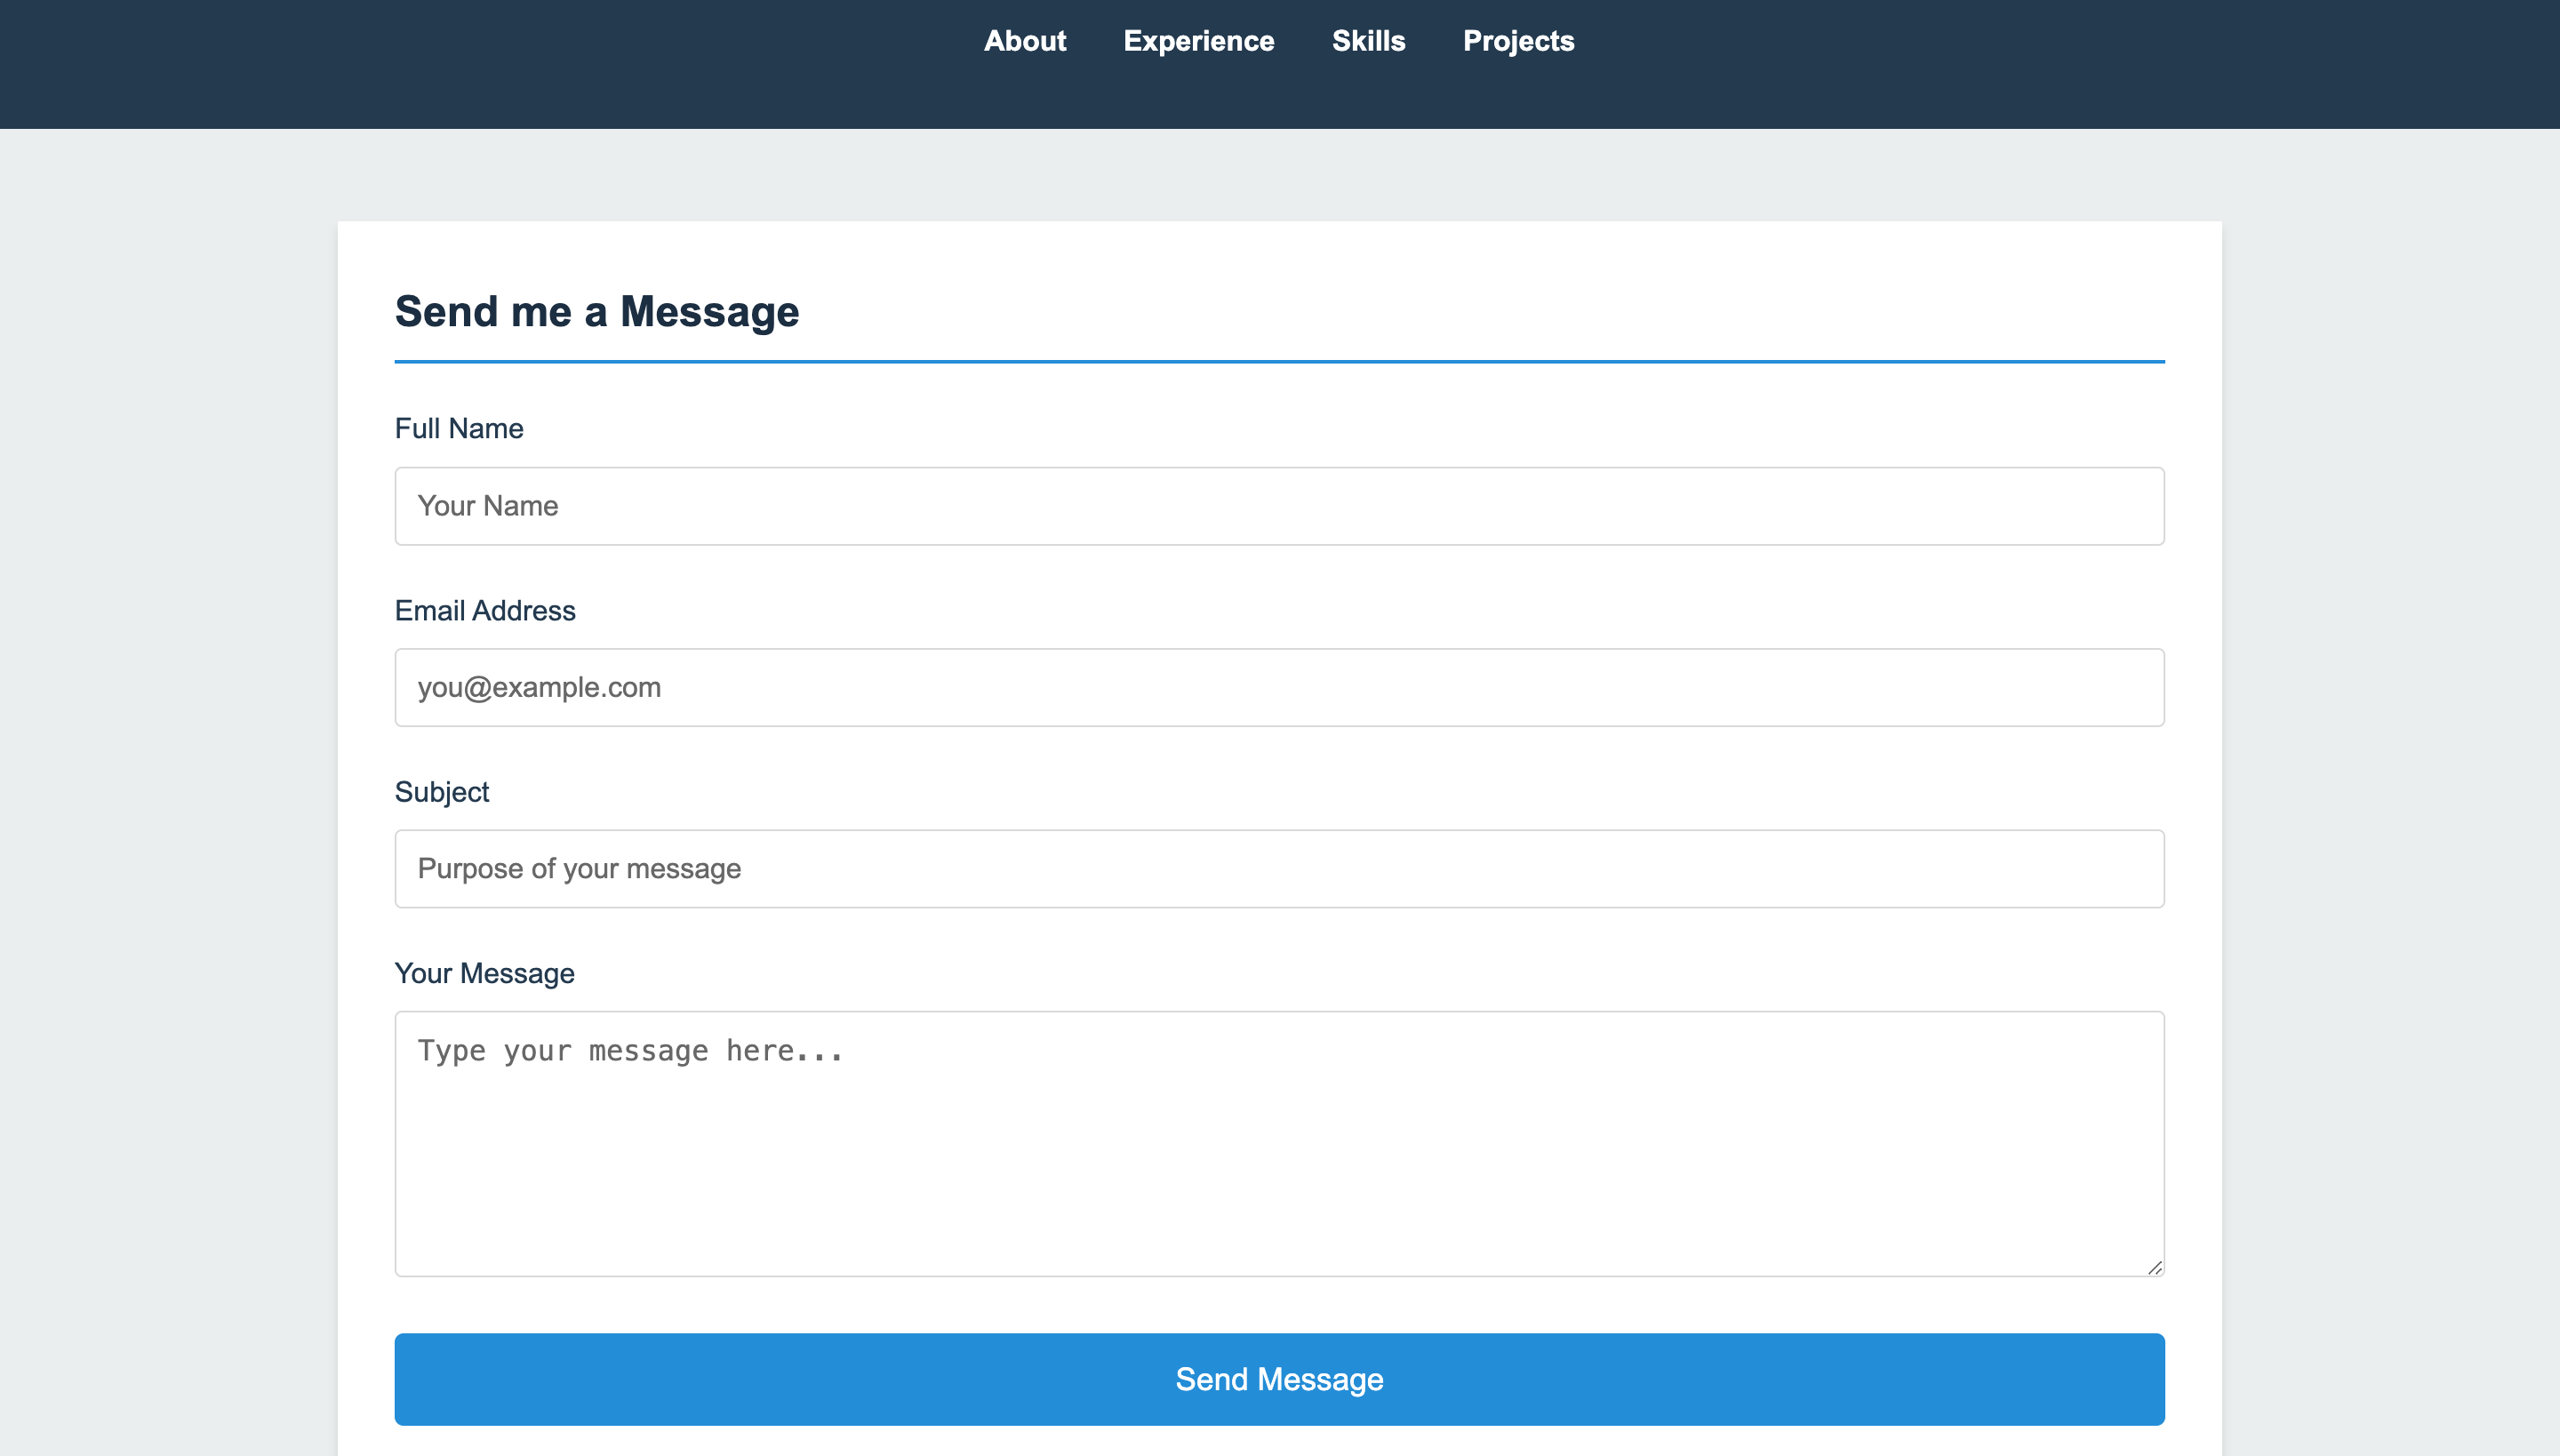 About Experience Skills Projects
Send me a Message
Full Name
Your Name
Email Address
you@example.com
Subject
Purpose of your message
Your Message
Type your message here...
Send Message